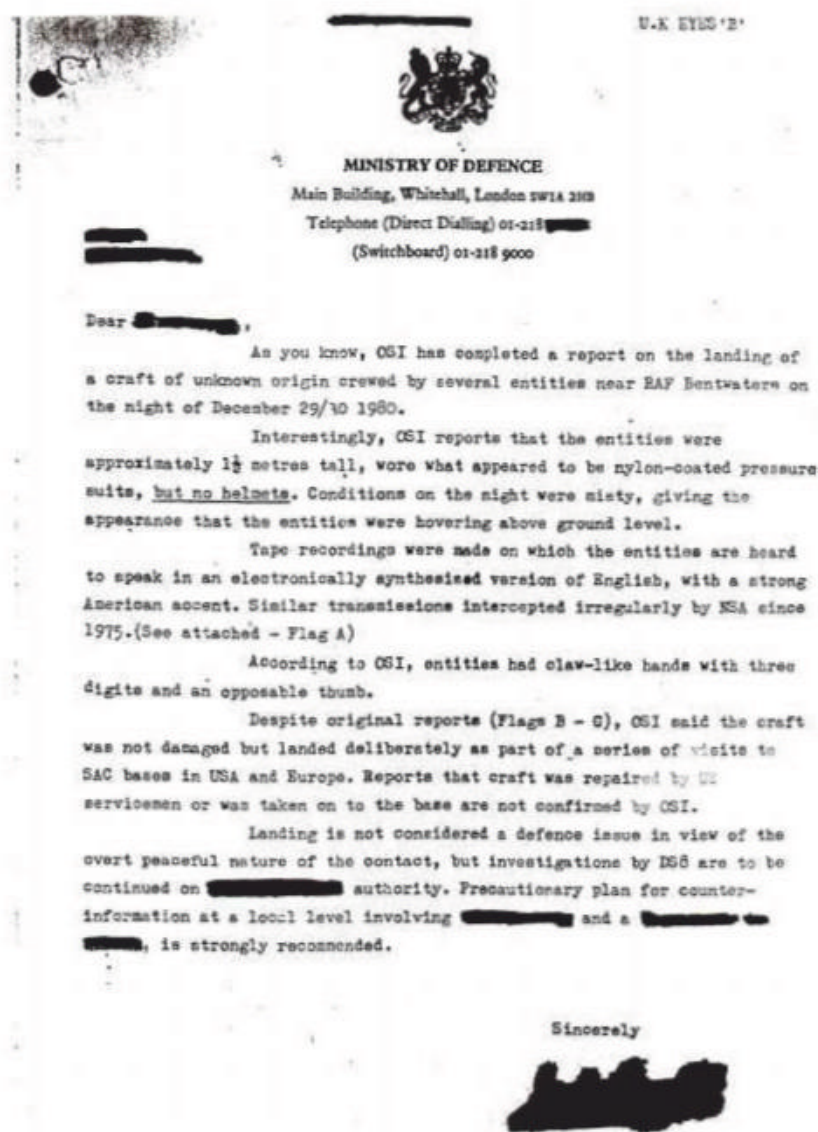 U.K EYES 'B'
MINISTRY OF DEFENCE
Main Building, Whitehall, London SW1A 2HB
Telephone (Direct Dialling) 01-218
(Switchboard) 01-218 9000
Dear ,
As you know, OSI has completed a report on the landing of
a craft of unknown origin crewed by several entities near RAF Bentwaters on
the night of December 29/30 1980.
Interestingly, OSI reports that the entities were
approximately 1½ metres tall, wore what appeared to be nylon-coated pressure
suits, but no helmets. Conditions on the night were misty, giving the
appearance that the entities were hovering above ground level.
Tape recordings were made on which the entities are heard
to speak in an electronically synthesised version of English, with a strong
American accent. Similar transmissions intercepted irregularly by NSA since
1975.(See attached - Flag A)
According to OSI, entities had claw-like hands with three
digits and an opposable thumb.
Despite original reports (Flags B - G), OSI said the craft
was not damaged but landed deliberately as part of a series of visits to
SAC bases in USA and Europe. Reports that craft was repaired by US
servicemen or was taken on to the base are not confirmed by OSI.
Landing is not considered a defence issue in view of the
overt peaceful nature of the contact, but investigations by DS8 are to be
continued on authority. Precautionary plan for counter-
information at a local level involving and a
, is strongly recommended.
Sincerely